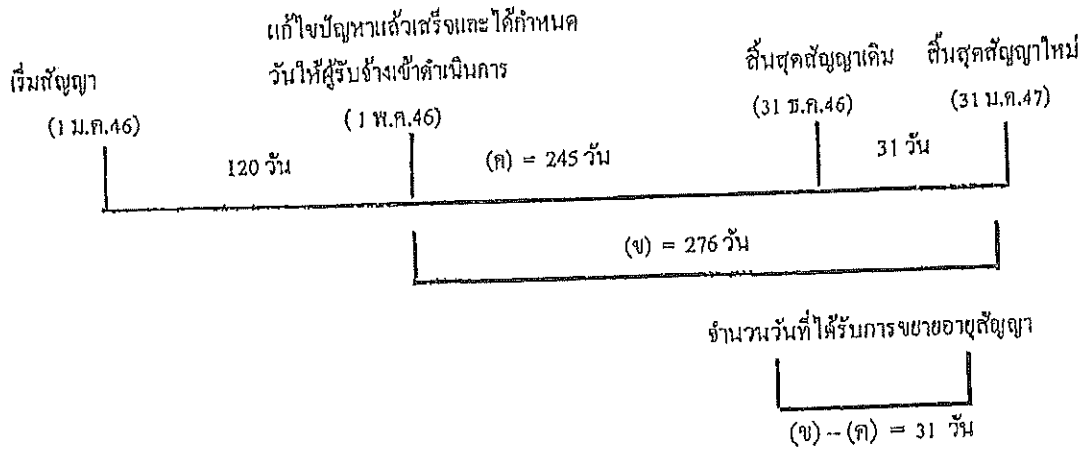 แก้ไขปัญหาแล้วเสร็จและได้กำหนด
วันให้ผู้รับจ้างเข้าดำเนินการ
เริ่มสัญญา
สิ้นสุดสัญญาเดิม
สิ้นสุดสัญญาใหม่
(1 ม.ค.46)
(1 พ.ค.46)
(31 ธ.ค.46)
(31 ม.ค.47)
120 วัน
(ค) = 245 วัน
31 วัน
(ข) = 276 วัน
จำนวนวันที่ได้รับการขยายอายุสัญญา
(ข) -- (ค) = 31 วัน